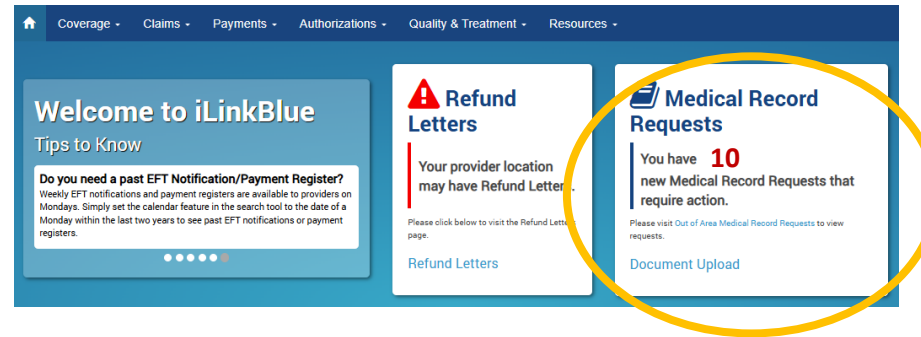 Coverage - Claims - Payments - Authorizations - Quality & Treatment - Resources -
Welcome to iLinkBlue
Tips to Know
Do you need a past EFT Notification/Payment Register?
Weekly EFT notifications and payment registers are available to providers on
Mondays. Simply set the calendar feature in the search tool to the date of a
Monday within the last two years to see past EFT notifications or payment
registers.
Refund
Letters
Your provider location
may have Refund Letters.
Please click below to visit the Refund Letters
page.
Refund Letters
Medical Record
Requests
You have 10
new Medical Record Requests that
require action.
Please visit Out of Area Medical Record Requests to view
requests.
Document Upload